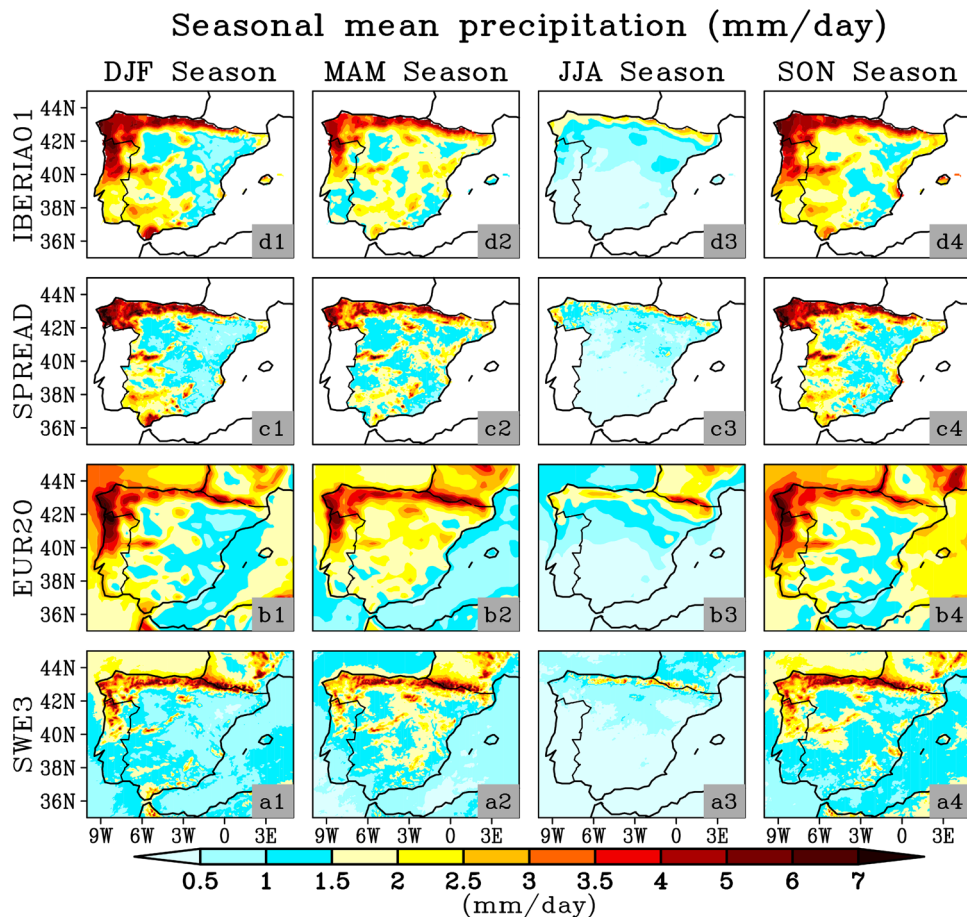 Seasonal mean precipitation (mm/day)
DJF Season MAM Season JJA Season SON Season
IBERIA01
44N
42N
40N
38N
36N
d1 d2 d3 d4
SPREAD
44N
42N
40N
38N
36N
c1 c2 c3 c4
EUR20
44N
42N
40N
38N
36N
b1 b2 b3 b4
SWE3
44N
42N
40N
38N
36N
a1 a2 a3 a4
9W 6W 3W 0 3E 9W 6W 3W 0 3E 9W 6W 3W 0 3E 9W 6W 3W 0 3E
0.5 1 1.5 2 2.5 3 3.5 4 5 6 7
(mm/day)